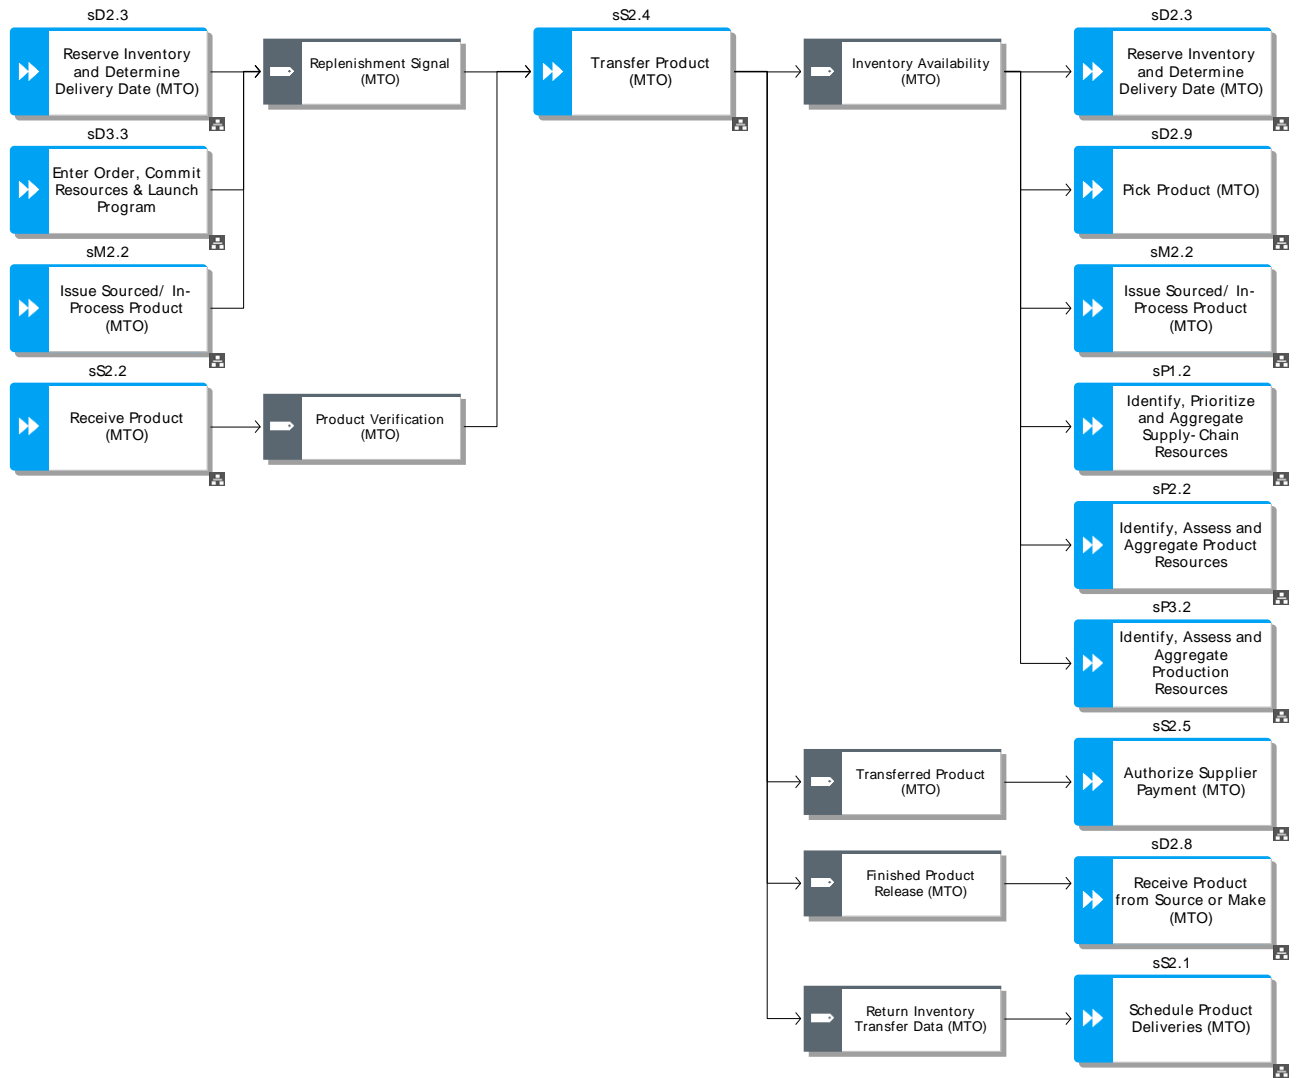 sD2.3
Reserve Inventory
and Determine
Delivery Date (MTO)
sD3.3
Enter Order, Commit
Resources & Launch
Program
sM2.2
Issue Sourced/ In-
Process Product
(MTO)
sS2.2
Receive Product
(MTO)
Replenishment Signal
(MTO)
Product Verification
(MTO)
sS2.4
Transfer Product
(MTO)
Inventory Availability
(MTO)
Transferred Product
(MTO)
Finished Product
Release (MTO)
Return Inventory
Transfer Data (MTO)
sD2.3
Reserve Inventory
and Determine
Delivery Date (MTO)
sD2.9
Pick Product (MTO)
sM2.2
Issue Sourced/ In-
Process Product
(MTO)
sP1.2
Identify, Prioritize
and Aggregate
Supply-Chain
Resources
sP2.2
Identify, Assess and
Aggregate Product
Resources
sP3.2
Identify, Assess and
Aggregate
Production
Resources
sS2.5
Authorize Supplier
Payment (MTO)
sD2.8
Receive Product
from Source or Make
(MTO)
sS2.1
Schedule Product
Deliveries (MTO)